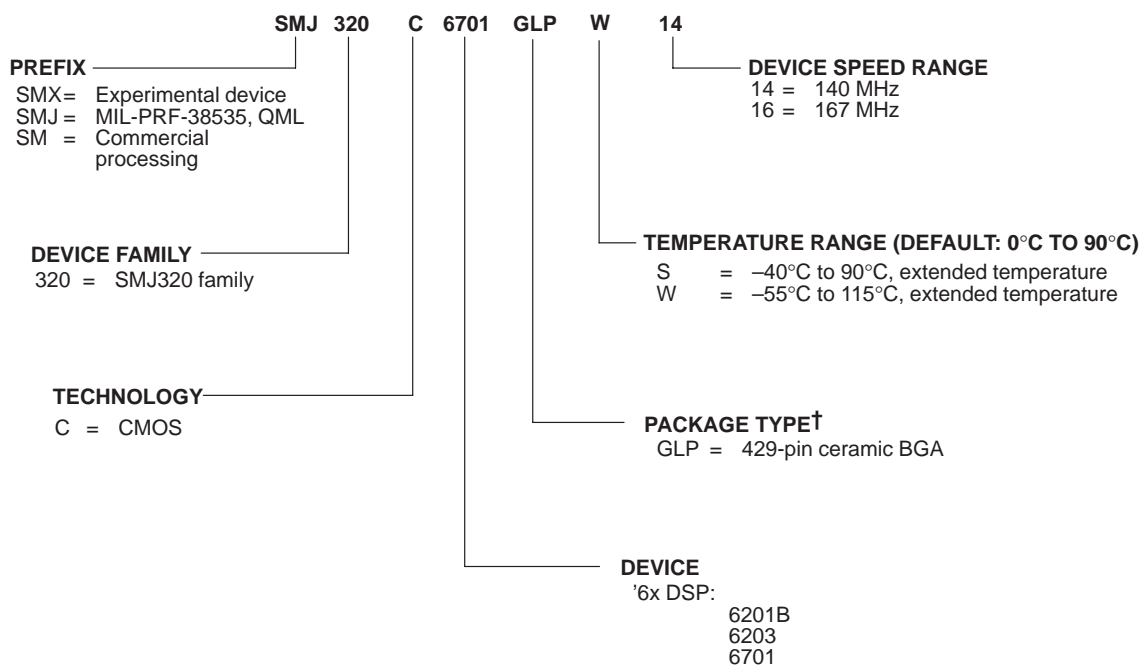 SMJ 320 C 6701 GLP W 14
PREFIX
SMX= Experimental device
SMJ = MIL-PRF-38535, QML
SM = Commercial
processing
DEVICE SPEED RANGE
14 = 140 MHz
16 = 167 MHz
DEVICE FAMILY
320 = SMJ320 family
TEMPERATURE RANGE (DEFAULT: 0°C TO 90°C)
S = –40°C to 90°C, extended temperature
W = –55°C to 115°C, extended temperature
TECHNOLOGY
C = CMOS
PACKAGE TYPE†
GLP = 429-pin ceramic BGA
DEVICE
’6x DSP:
6201B
6203
6701